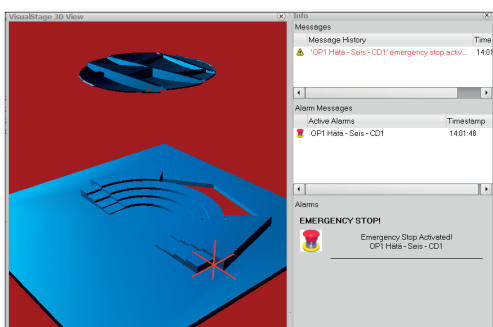 VisualStage 3D View
Info
Messages
Message History Time
'OP1 Hätä - Seis - CD1' emergency stop activ... 14:01
Alarm Messages
Active Alarms Timestamp
OP1 Hätä - Seis - CD1 14:01:48
Alarms
EMERGENCY STOP!
Emergency Stop Activated!
OP1 Hätä - Seis - CD1